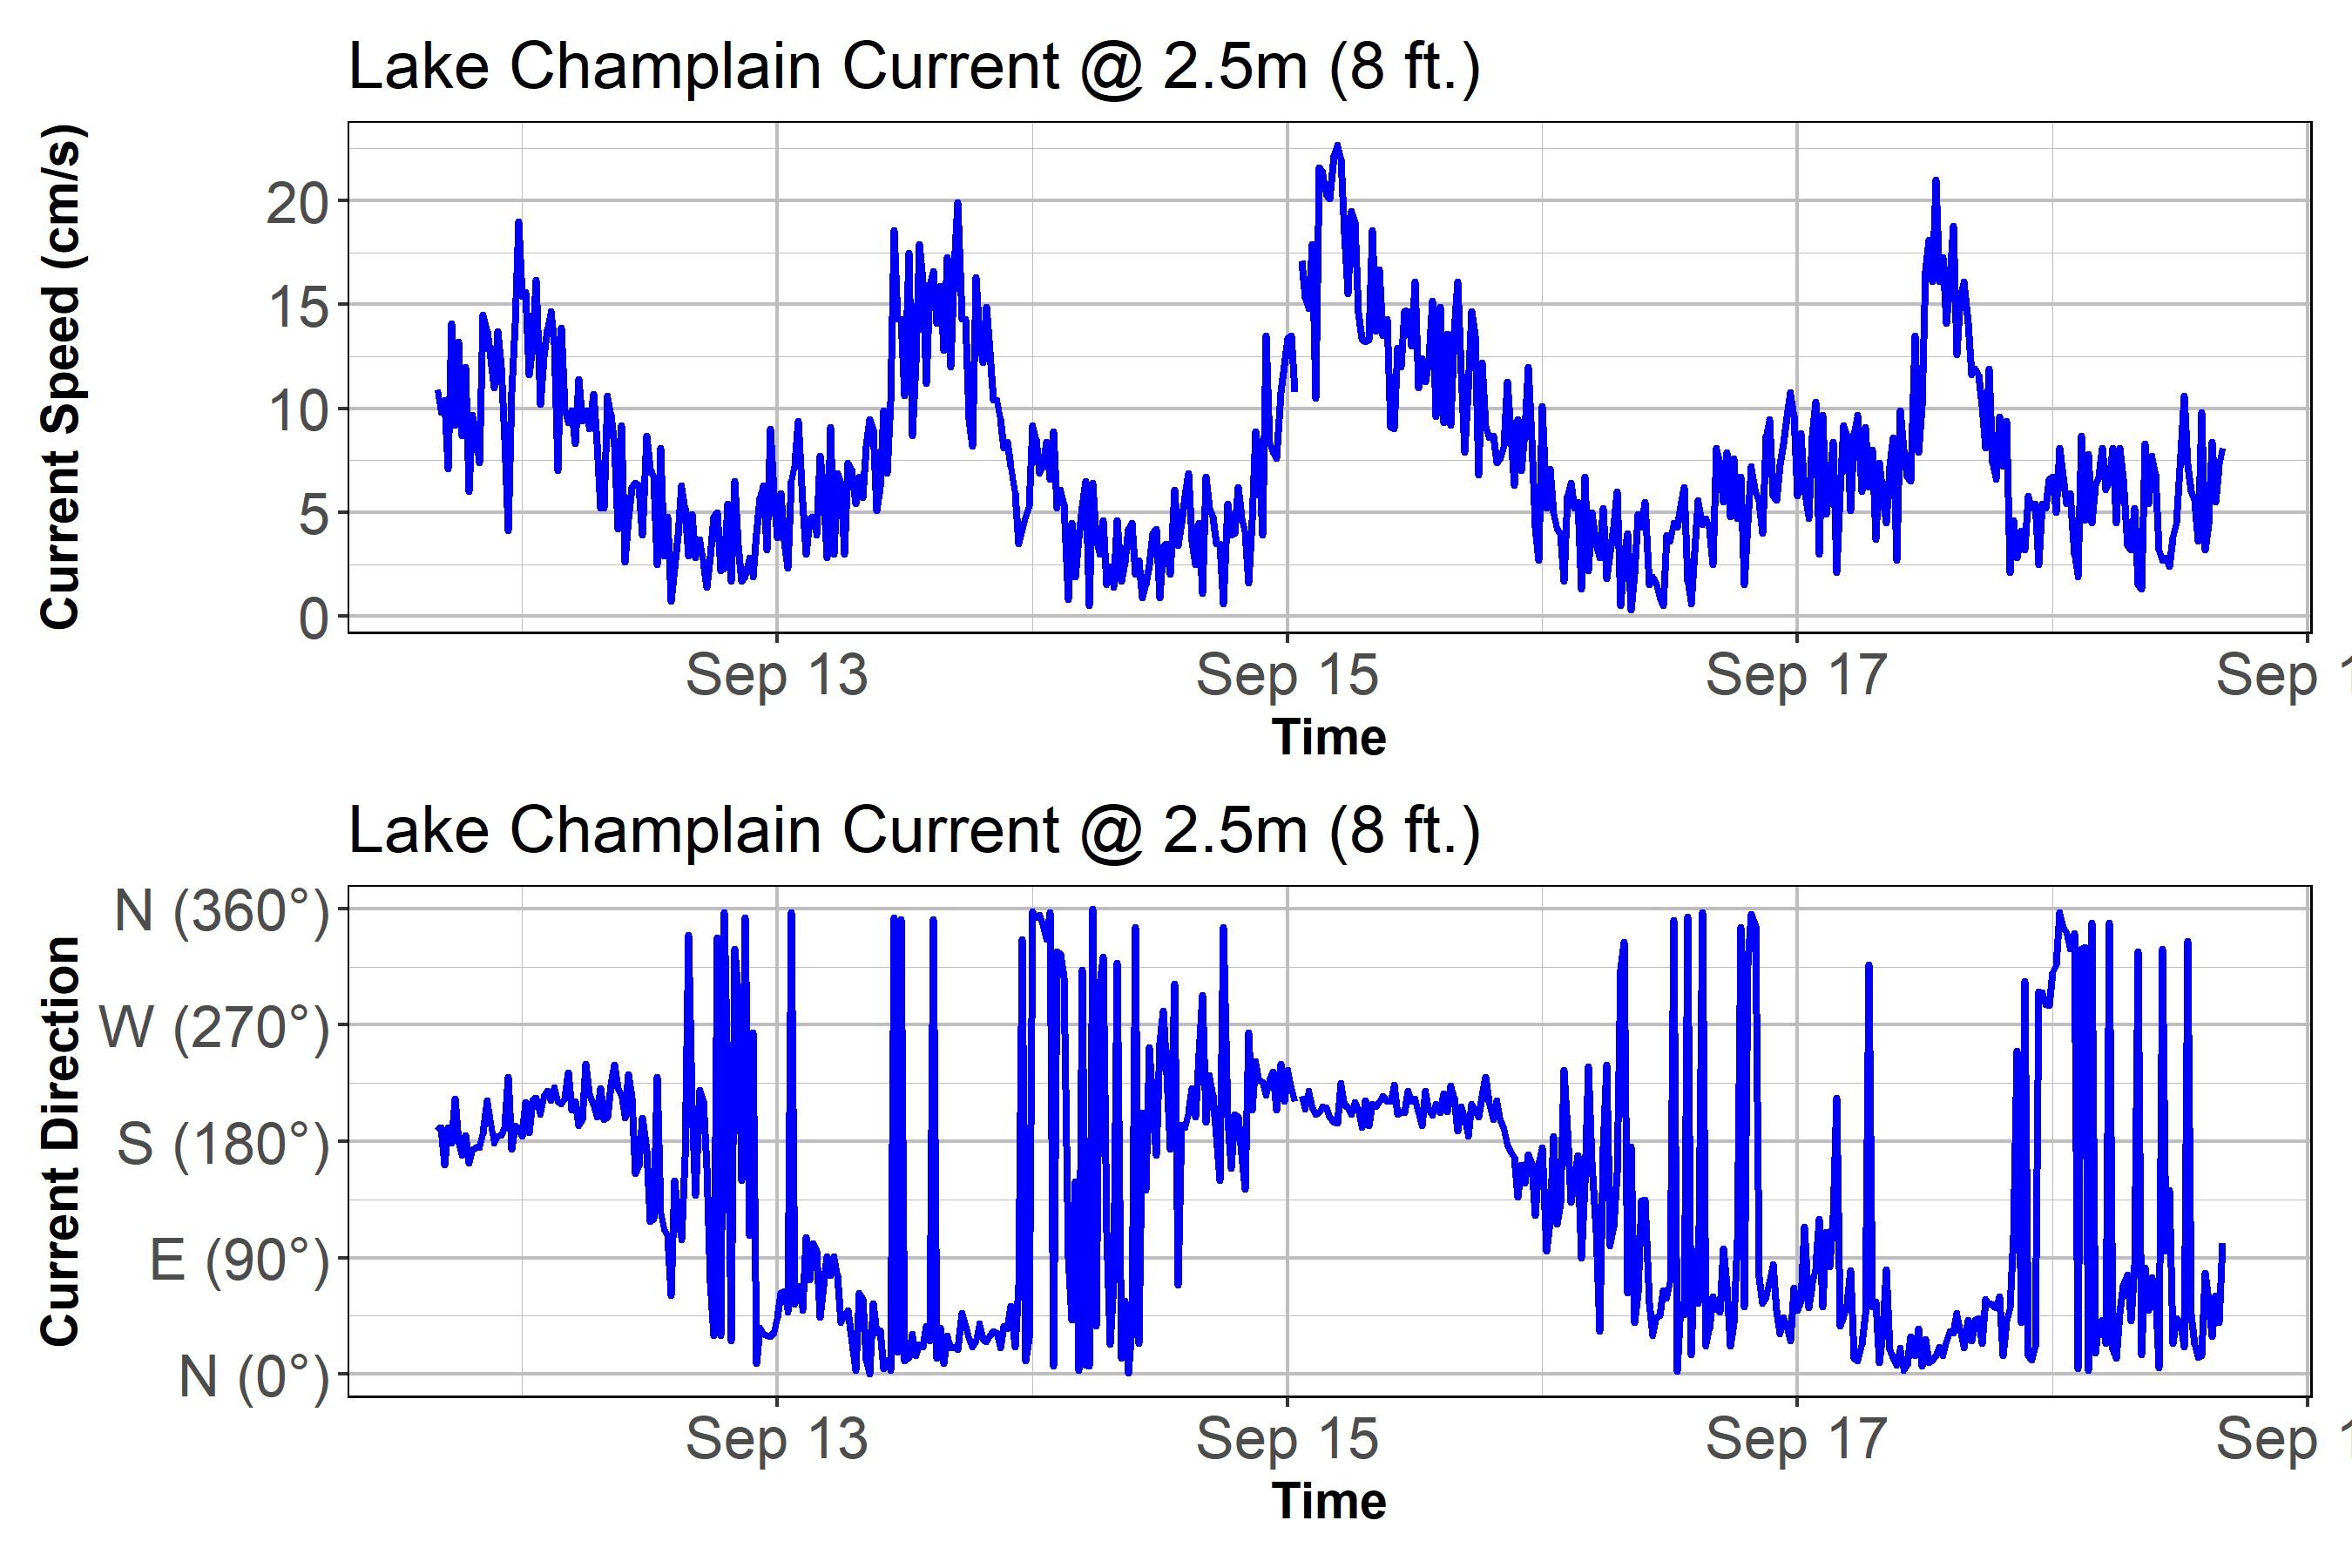 Lake Champlain Current @ 2.5m (8 ft.)
Current Speed (cm/s)
20
15
10
5
0
Sep 13 Sep 15 Sep 17 Sep 1
Time
Lake Champlain Current @ 2.5m (8 ft.)
Current Direction
N (360°)
W (270°)
S (180°)
E (90°)
N (0°)
Sep 13 Sep 15 Sep 17 Sep 1
Time